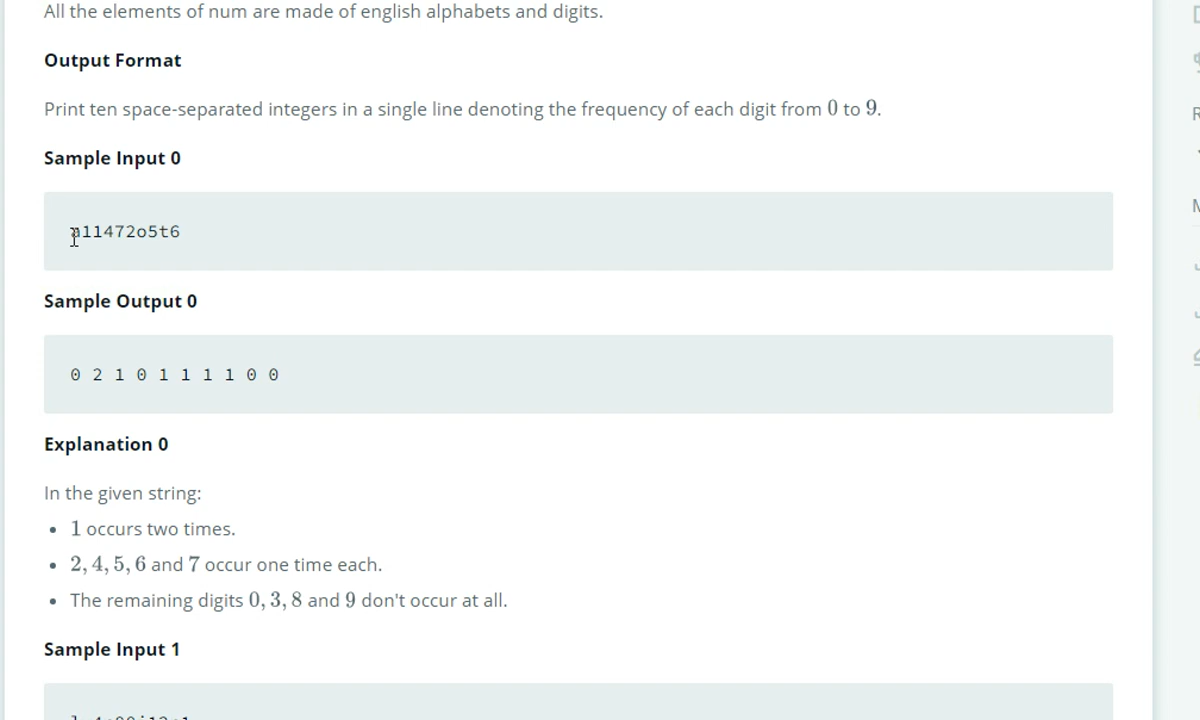 All the elements of num are made of english alphabets and digits.
Output Format
Print ten space-separated integers in a single line denoting the frequency of each digit from 0 to 9.
Sample Input 0
a11472o5t6
Sample Output 0
0 2 1 0 1 1 1 1 0 0
Explanation 0
In the given string:
• 1 occurs two times.
• 2, 4, 5, 6 and 7 occur one time each.
• The remaining digits 0, 3, 8 and 9 don't occur at all.
Sample Input 1